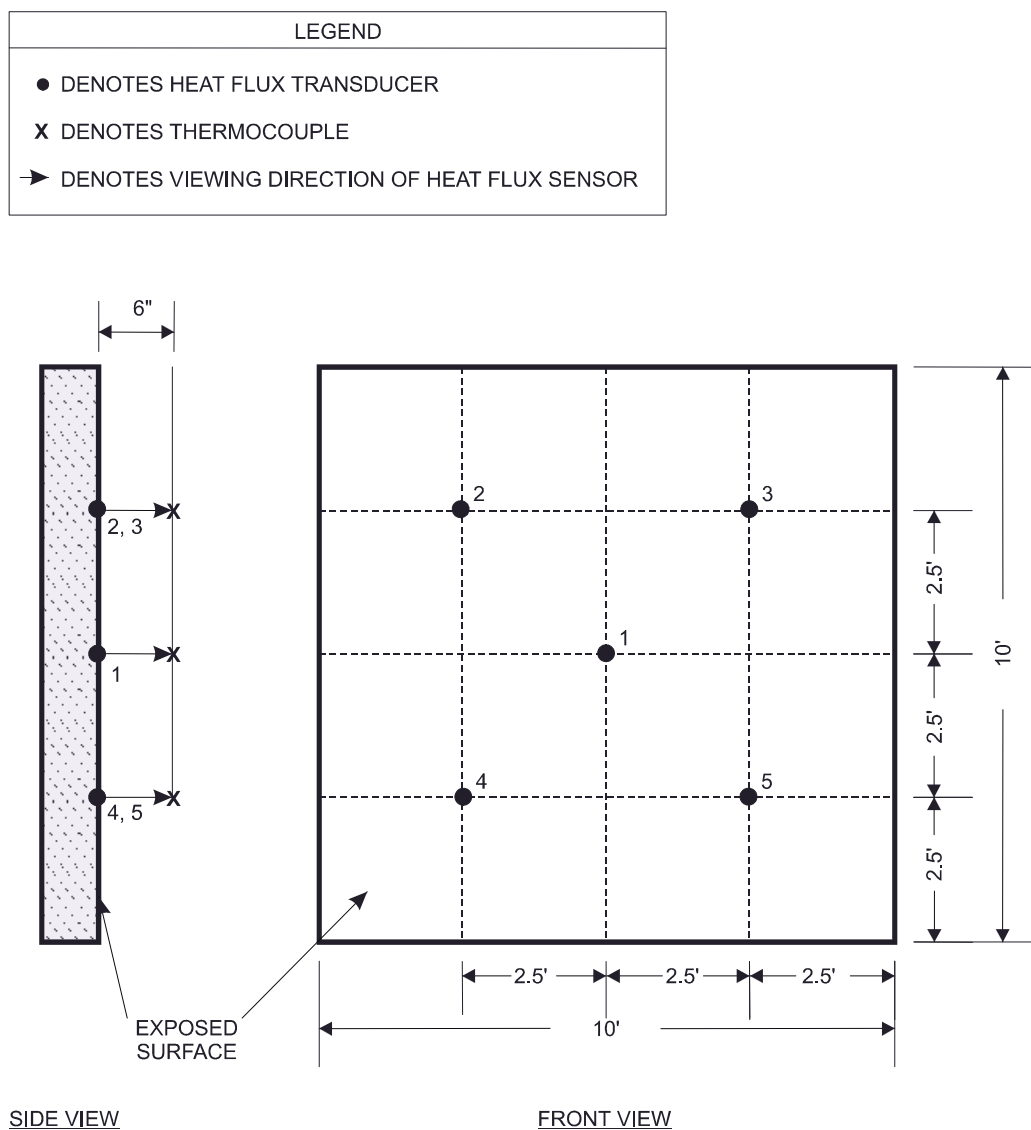 LEGEND
● DENOTES HEAT FLUX TRANSDUCER
X DENOTES THERMOCOUPLE
→ DENOTES VIEWING DIRECTION OF HEAT FLUX SENSOR
6"
2, 3
X
1
X
4, 5
X
2
3
1
4
5
2.5'
2.5'
2.5'
10'
2.5'
2.5'
2.5'
10'
EXPOSED
SURFACE
SIDE VIEW
FRONT VIEW